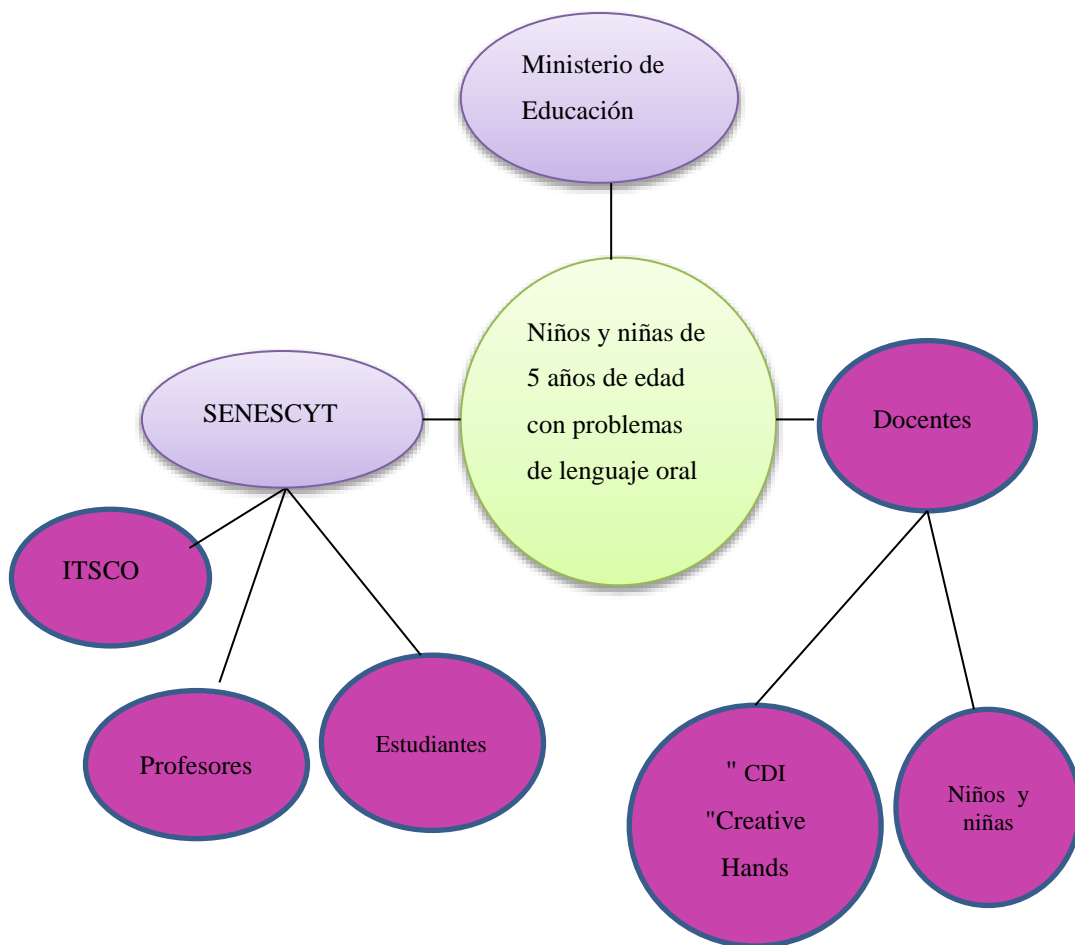 Ministerio de
Educación
Niños y niñas de
5 años de edad
con problemas
de lenguaje oral
SENESCYT
Docentes
ITSCO
Profesores
Estudiantes
" CDI
"Creative
Hands
Niños y
niñas